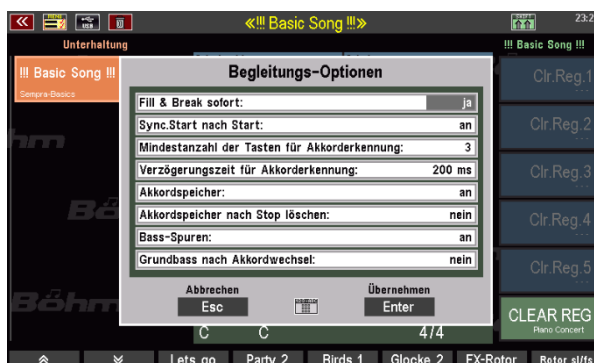 «!!! Basic Song !!!»
23:2
Unterhaltung
!!! Basic Song !!!
!!! Basic Song !!!
Sempra-Basics
Begleitungs-Optionen
Fill & Break sofort: ja
Sync.Start nach Start: an
Mindestanzahl der Tasten für Akkorderkennung: 3
Verzögerungszeit für Akkorderkennung: 200 ms
Akkordspeicher: an
Akkordspeicher nach Stop löschen: nein
Bass-Spuren: an
Grundbass nach Akkordwechsel: nein
Abbrechen
Esc
Übernehmen
Enter
Clr.Reg.1
Clr.Reg.2
Clr.Reg.3
Clr.Reg.4
Clr.Reg.5
CLEAR REG
Piano Concert
Böhm
C C 4/4
Lets go Party 2 Birds 1 Glocke 2 FX-Rotor Rotor sl/fs